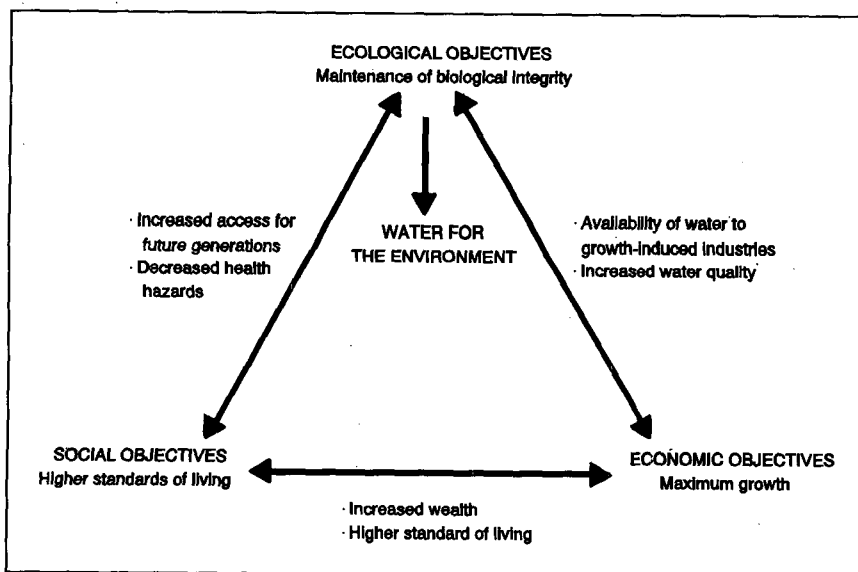 ECOLOGICAL OBJECTIVES
Maintenance of biological integrity
· Increased access for
future generations
· Decreased health
hazards
WATER FOR
THE ENVIRONMENT
· Availability of water to
growth-induced industries
· Increased water quality
SOCIAL OBJECTIVES
Higher standards of living
ECONOMIC OBJECTIVES
Maximum growth
· Increased wealth
· Higher standard of living